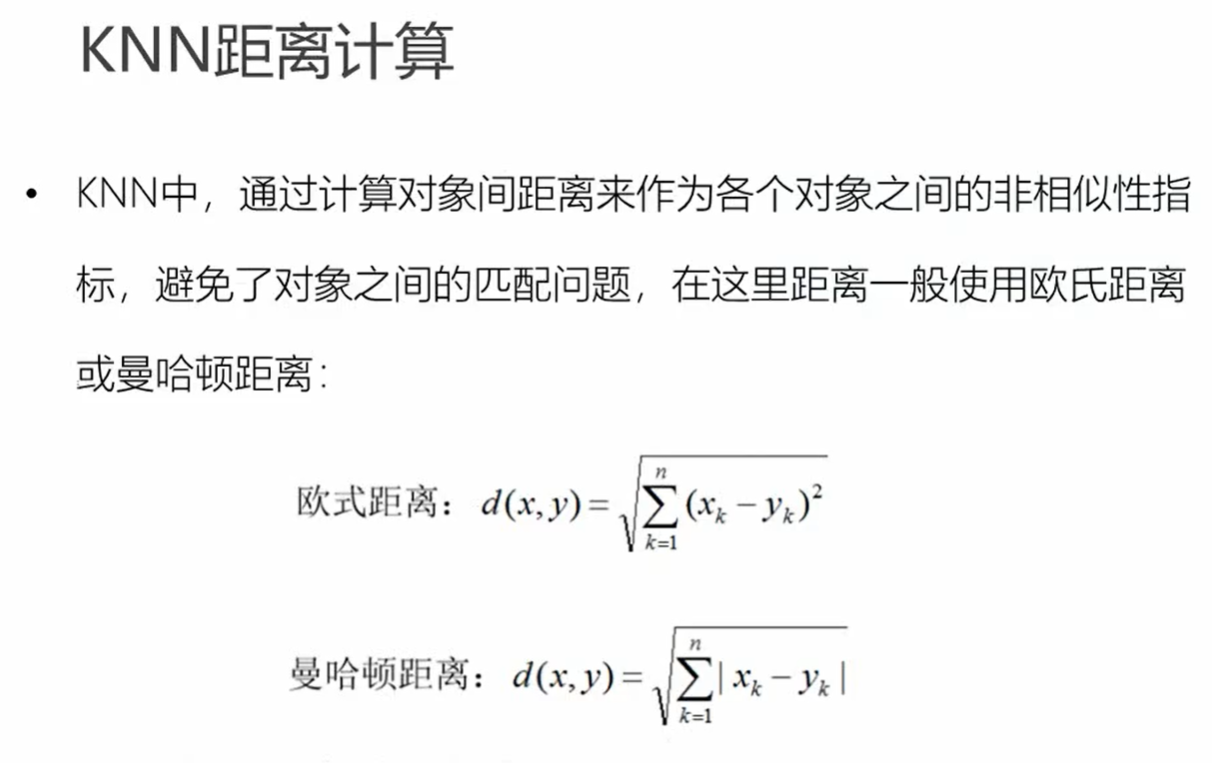 KNN距离计算
• KNN中，通过计算对象间距离来作为各个对象之间的非相似性指
标，避免了对象之间的匹配问题，在这里距离一般使用欧氏距离
或曼哈顿距离：
欧式距离：d(x,y)=√(∑_{k=1}^{n}(x_k−y_k)²)
曼哈顿距离：d(x,y)=√(∑_{k=1}^{n}|x_k−y_k|)